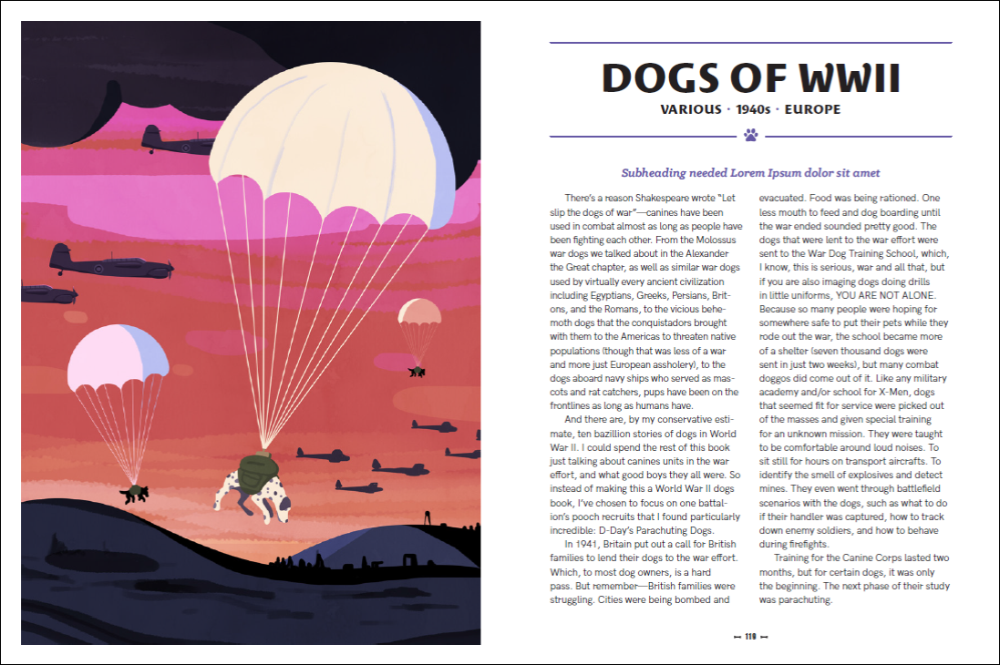 DOGS OF WWII
VARIOUS · 1940s · EUROPE
Subheading needed Lorem Ipsum dolor sit amet
There's a reason Shakespeare wrote “Let
slip the dogs of war”—canines have been
used in combat almost as long as people have
been fighting each other. From the Molossus
war dogs we talked about in the Alexander
the Great chapter, as well as similar war dogs
used by virtually every ancient civilization
including Egyptians, Greeks, Persians, Brit-
ons, and the Romans, to the vicious behe-
moth dogs that the conquistadors brought
with them to the Americas to threaten native
populations (though that was less of a war
and more just European assholery), to the
dogs aboard navy ships who served as mas-
cots and rat catchers, pups have been on the
frontlines as long as humans have.
And there are, by my conservative esti-
mate, ten bazillion stories of dogs in World
War II. I could spend the rest of this book
just talking about canines units in the war
effort, and what good boys they all were. So
instead of making this a World War II dogs
book, I've chosen to focus on one battal-
ion's pooch recruits that I found particularly
incredible: D-Day's Parachuting Dogs.
In 1941, Britain put out a call for British
families to lend their dogs to the war effort.
Which, to most dog owners, is a hard
pass. But remember—British families were
struggling. Cities were being bombed and
evacuated. Food was being rationed. One
less mouth to feed and dog boarding until
the war ended sounded pretty good. The
dogs that were lent to the war effort were
sent to the War Dog Training School, which,
I know, this is serious, war and all that, but
if you are also imaging dogs doing drills
in little uniforms, YOU ARE NOT ALONE.
Because so many people were hoping for
somewhere safe to put their pets while they
rode out the war, the school became more
of a shelter (seven thousand dogs were
sent in just two weeks), but many combat
doggos did come out of it. Like any military
academy and/or school for X-Men, dogs
that seemed fit for service were picked out
of the masses and given special training
for an unknown mission. They were taught
to be comfortable around loud noises. To
sit still for hours on transport aircrafts. To
identify the smell of explosives and detect
mines. They even went through battlefield
scenarios with the dogs, such as what to do
if their handler was captured, how to track
down enemy soldiers, and how to behave
during firefights.
Training for the Canine Corps lasted two
months, but for certain dogs, it was only
the beginning. The next phase of their study
was parachuting.
119